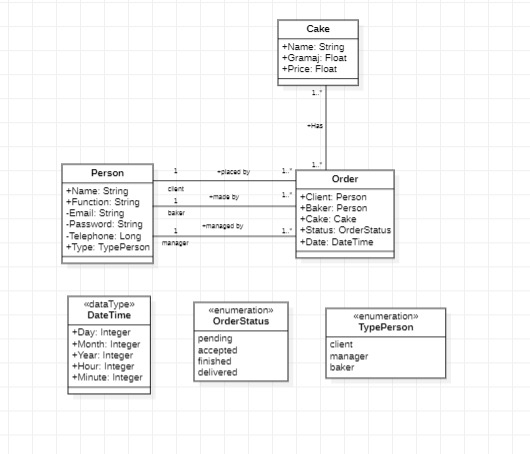 Cake
+Name: String
+Gramaj: Float
+Price: Float
1..*
+Has
1..*
Person
+Name: String
+Function: String
-Email: String
-Password: String
-Telephone: Long
+Type: TypePerson
1 +placed by 1..*
client
1 +made by 1..*
baker
1 +managed by 1..*
manager
Order
+Client: Person
+Baker: Person
+Cake: Cake
+Status: OrderStatus
+Date: DateTime
«dataType»
DateTime
+Day: Integer
+Month: Integer
+Year: Integer
+Hour: Integer
+Minute: Integer
«enumeration»
OrderStatus
pending
accepted
finished
delivered
«enumeration»
TypePerson
client
manager
baker